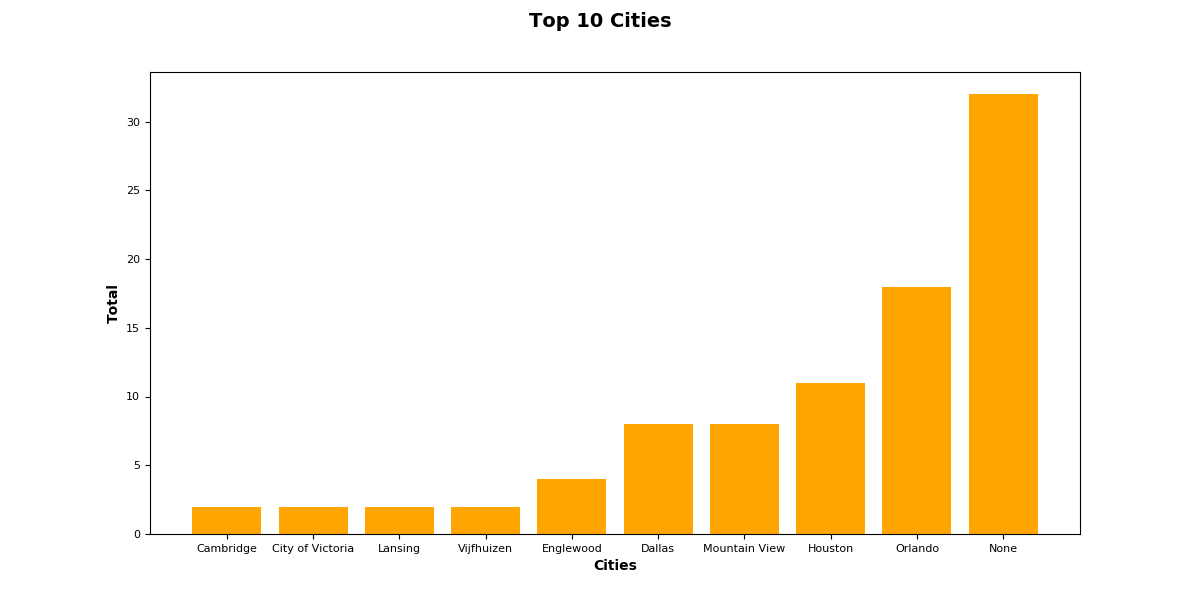 Top 10 Cities
Total
30
25
20
15
10
5
0
Cambridge City of Victoria Lansing Vijfhuizen Englewood Dallas Mountain View Houston Orlando None
Cities